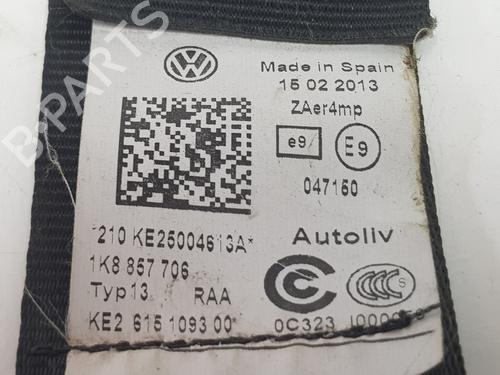 Made in Spain
15 02 2013
ZAer4mp
e9 E9
047160
*210 KE25004613A*
Autoliv
1K8 857 706
Typ13 RAA
KE2 615 1093 00
0C323
B-PARTS